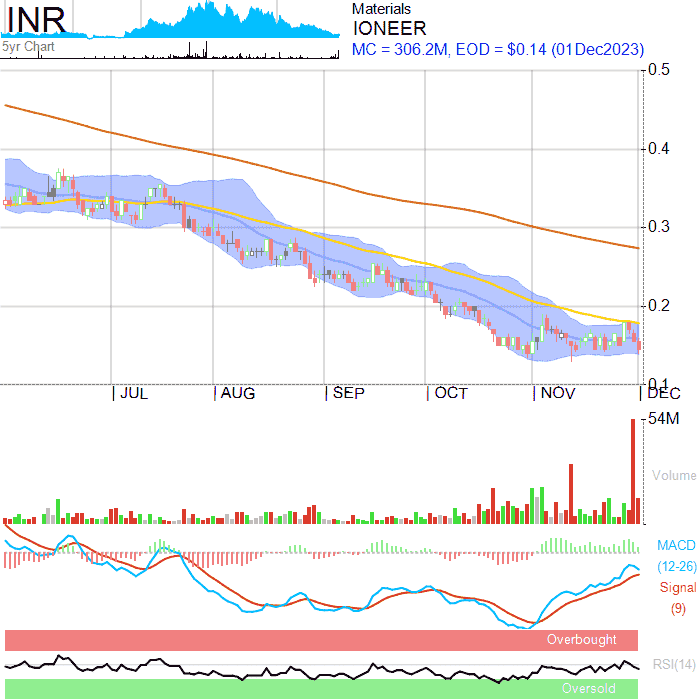 INR
5yr Chart
Materials
IONEER
MC = 306.2M, EOD = $0.14 (01Dec2023)
0.5
0.4
0.3
0.2
0.1
JUL AUG SEP OCT NOV DEC
54M
Volume
MACD
(12-26)
Signal
(9)
Overbought
RSI(14)
Oversold